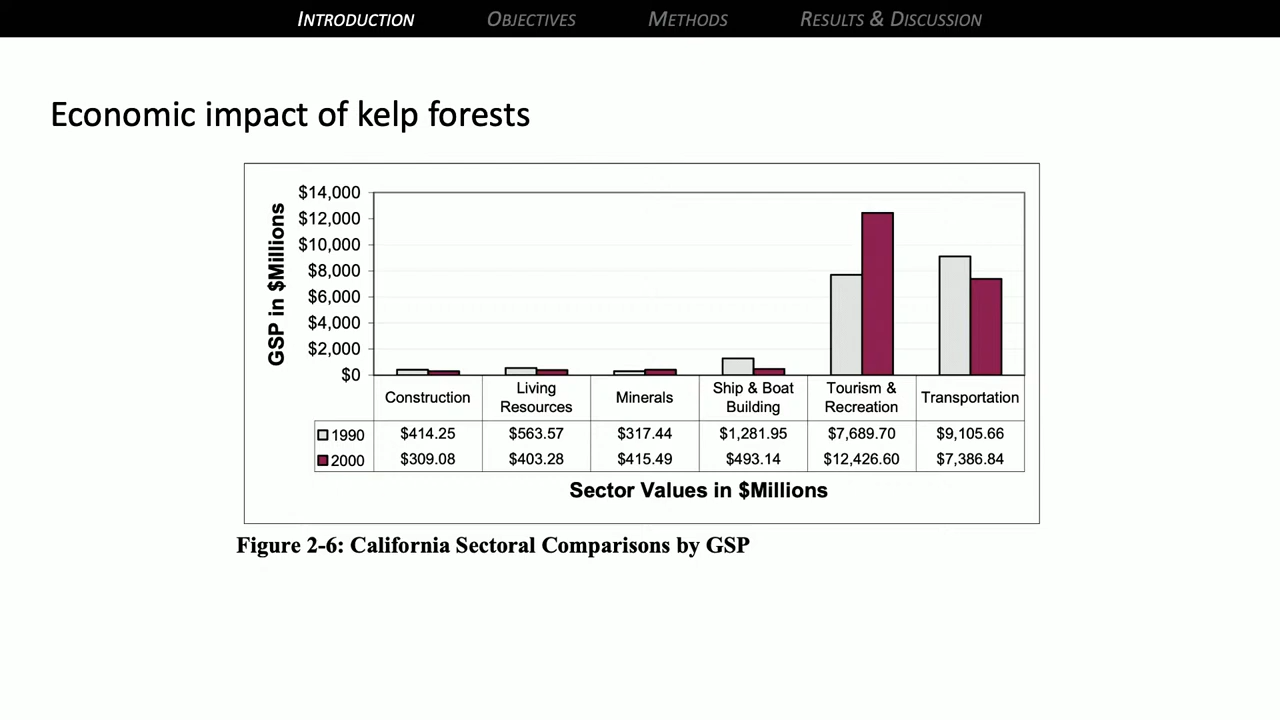 INTRODUCTION OBJECTIVES METHODS RESULTS & DISCUSSION
Economic impact of kelp forests
GSP in $Millions
$14,000
$12,000
$10,000
$8,000
$6,000
$4,000
$2,000
$0
Construction Living Resources Minerals Ship & Boat Building Tourism & Recreation Transportation
1990 $414.25 $563.57 $317.44 $1,281.95 $7,689.70 $9,105.66
2000 $309.08 $403.28 $415.49 $493.14 $12,426.60 $7,386.84
Sector Values in $Millions
Figure 2-6: California Sectoral Comparisons by GSP